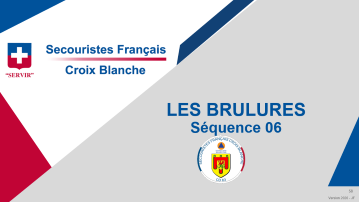 Secouristes Français
Croix Blanche
"SERVIR"
LES BRULURES
Séquence 06